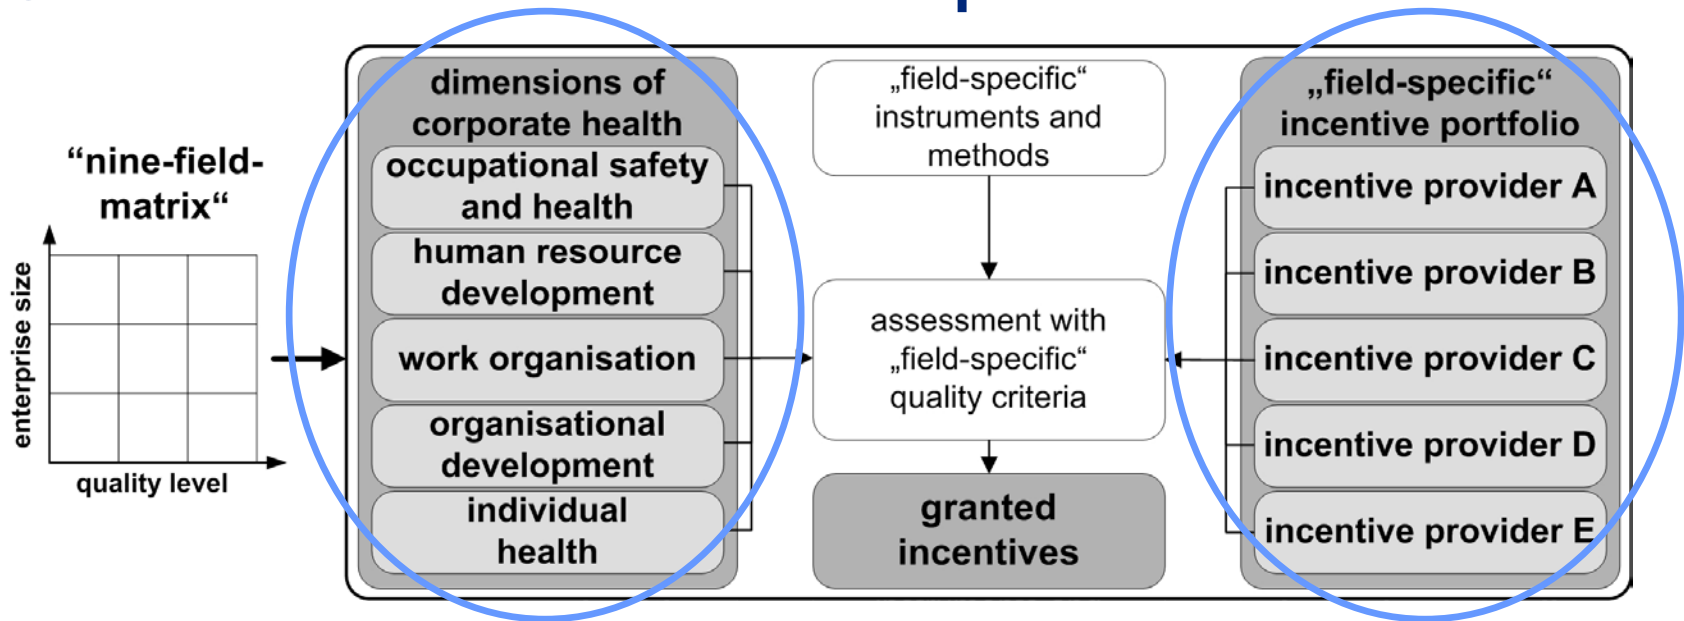 “nine-field-
matrix“
enterprise size
quality level
dimensions of
corporate health
occupational safety
and health
human resource
development
work organisation
organisational
development
individual
health
„field-specific“
instruments and
methods
assessment with
„field-specific“
quality criteria
granted
incentives
„field-specific“
incentive portfolio
incentive provider A
incentive provider B
incentive provider C
incentive provider D
incentive provider E